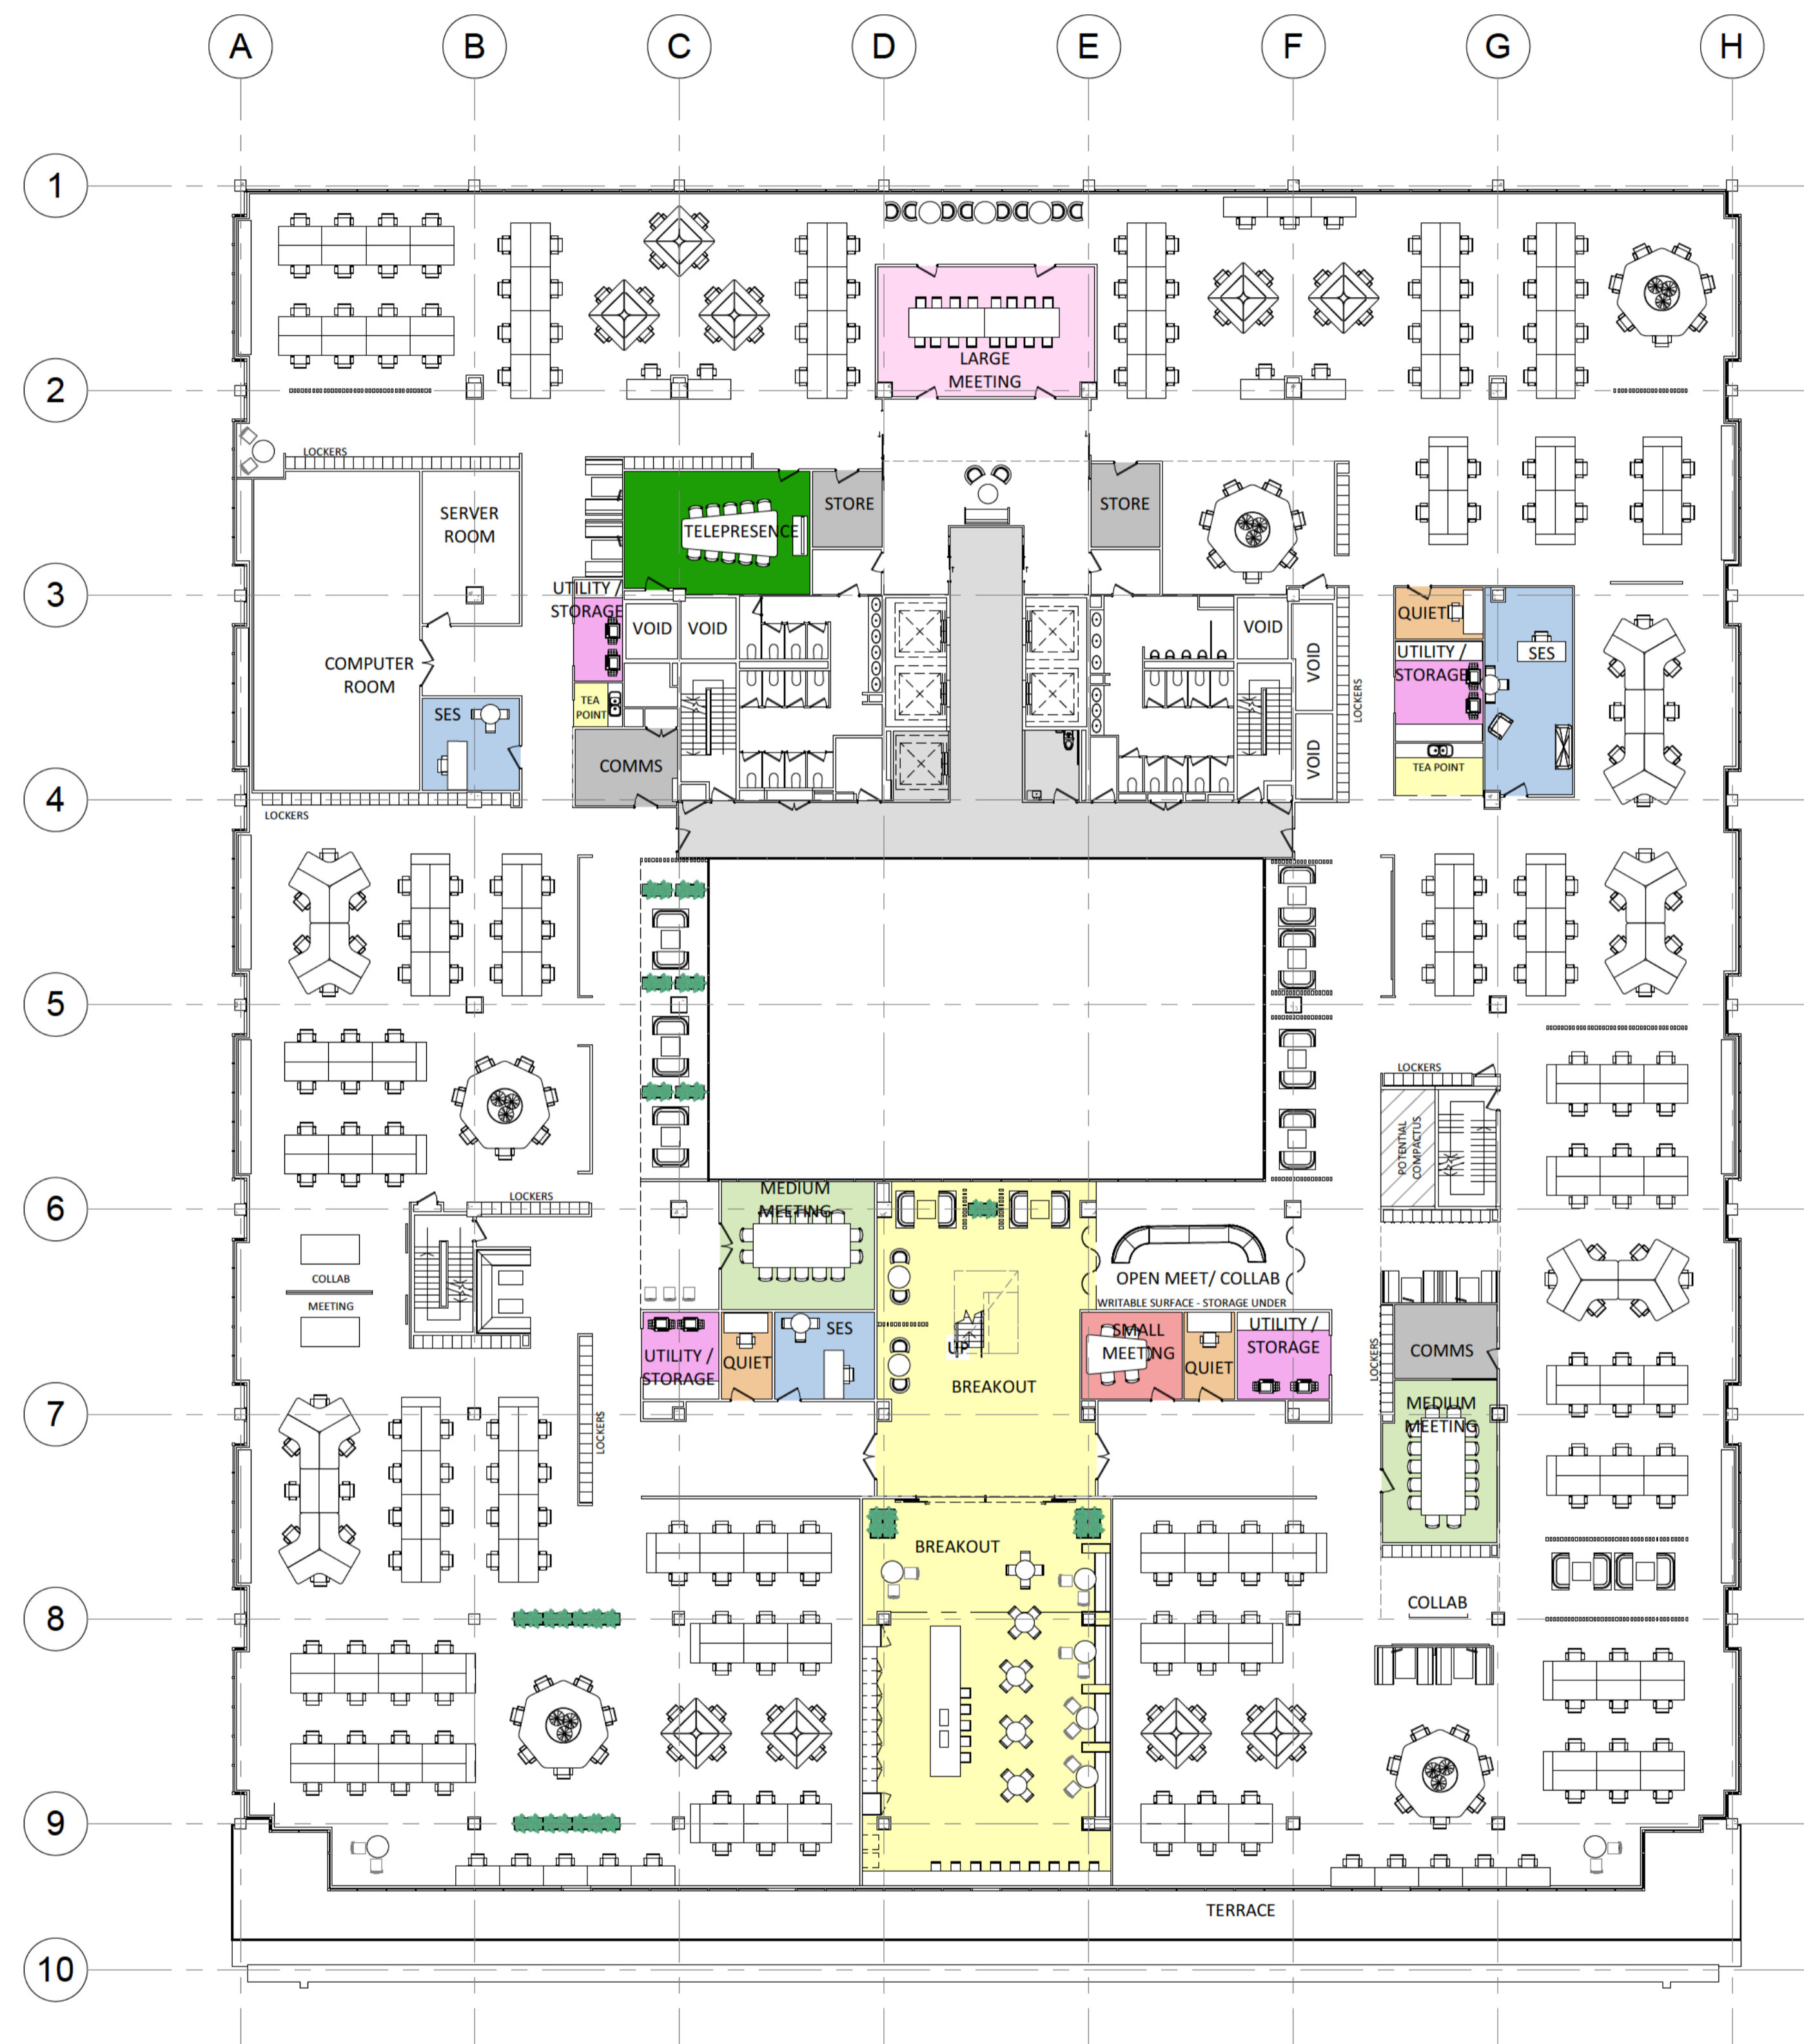 A
B
C
D
E
F
G
H
1
2
3
4
5
6
7
8
9
10
LARGE
MEETING
LOCKERS
SERVER
ROOM
TELEPRESENCE
STORE
STORE
UTILITY /
STORAGE
VOID
VOID
VOID
VOID
QUIET
UTILITY /
STORAGE
SES
COMPUTER
ROOM
SES
TEA
POINT
COMMS
VOID
LOCKERS
TEA POINT
LOCKERS
LOCKERS
POTENTIAL
COMPACTUS
MEDIUM
MEETING
LOCKERS
COLLAB
MEETING
OPEN MEET/ COLLAB
WRITABLE SURFACE - STORAGE UNDER
UTILITY /
STORAGE
QUIET
SES
UP
BREAKOUT
SMALL
MEETING
QUIET
UTILITY /
STORAGE
LOCKERS
COMMS
MEDIUM
MEETING
LOCKERS
BREAKOUT
COLLAB
TERRACE